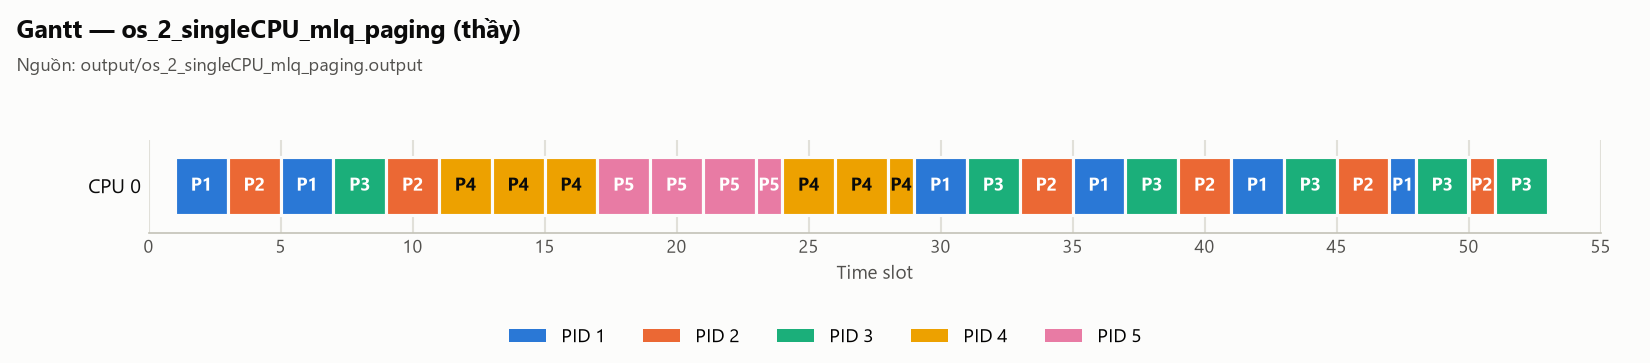 Gantt — os_2_singleCPU_mlq_paging (thầy)
Nguồn: output/os_2_singleCPU_mlq_paging.output
CPU 0 P1 P2 P1 P3 P2 P4 P4 P4 P5 P5 P5 P5 P4 P4 P4 P1 P3 P2 P1 P3 P2 P1 P3 P2 P1 P3 P2 P3
0 5 10 15 20 25 30 35 40 45 50 55
Time slot
PID 1 PID 2 PID 3 PID 4 PID 5